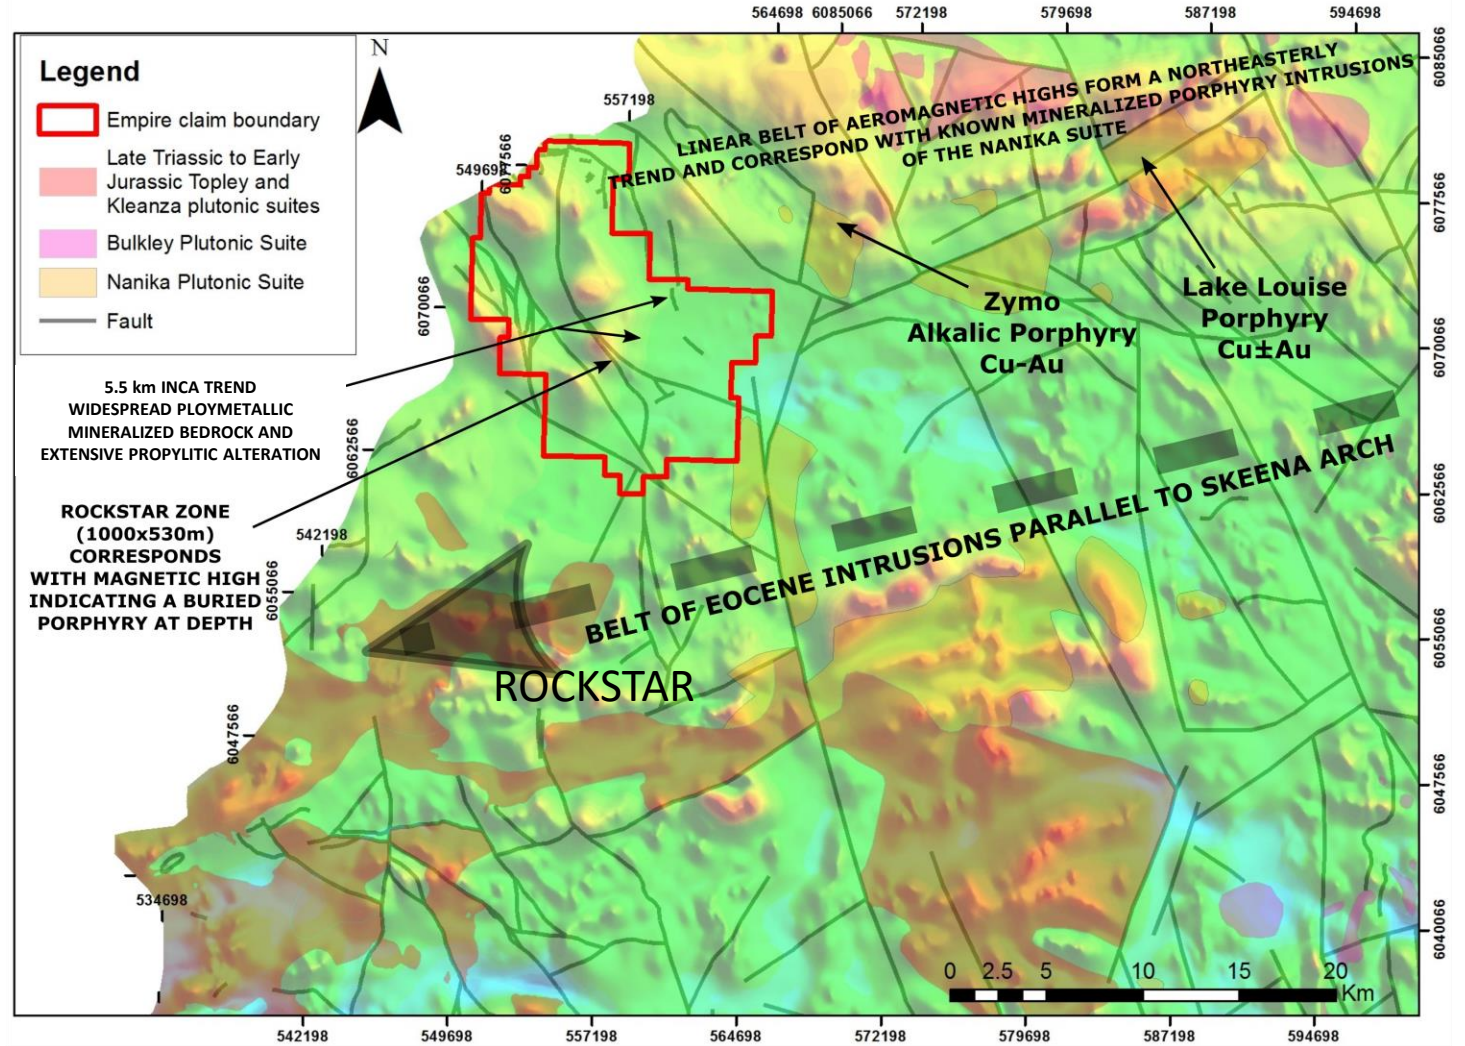 564698 6085066 572198 579698 587198 594698
Legend
Empire claim boundary
Late Triassic to Early
Jurassic Topley and
Kleanza plutonic suites
Bulkley Plutonic Suite
Nanika Plutonic Suite
Fault
N
557198
549698
6077566
6070066
6062566
542198
6055066
6047566
534698
LINEAR BELT OF AEROMAGNETIC HIGHS FORM A NORTHEASTERLY
TREND AND CORRESPOND WITH KNOWN MINERALIZED PORPHYRY INTRUSIONS
OF THE NANIKA SUITE
Zymo
Alkalic Porphyry
Cu-Au
Lake Louise
Porphyry
Cu±Au
5.5 km INCA TREND
WIDESPREAD PLOYMETALLIC
MINERALIZED BEDROCK AND
EXTENSIVE PROPYLITIC ALTERATION
ROCKSTAR ZONE
(1000x530m)
CORRESPONDS
WITH MAGNETIC HIGH
INDICATING A BURIED
PORPHYRY AT DEPTH
BELT OF EOCENE INTRUSIONS PARALLEL TO SKEENA ARCH
ROCKSTAR
6085066
6077566
6070066
6062566
6055066
6047566
6040066
0 2.5 5 10 15 20
Km
542198 549698 557198 564698 572198 579698 587198 594698